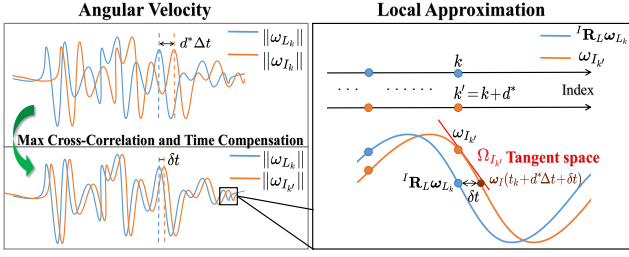 Angular Velocity
d*Δt
||ω_{L_k}||
||ω_{I_k}||
Max Cross-Correlation and Time Compensation
δt
||ω_{L_k}||
||ω_{I_{k'}}||
Local Approximation
^I R_L ω_{L_k}
ω_{I_{k'}}
k
· · · · · · · ·
k' = k + d*
Index
ω_{I_{k'}}
Ω_{I_{k'}} Tangent space
^I R_L ω_{L_k}
ω_I(t_k + d*Δt + δt)
δt